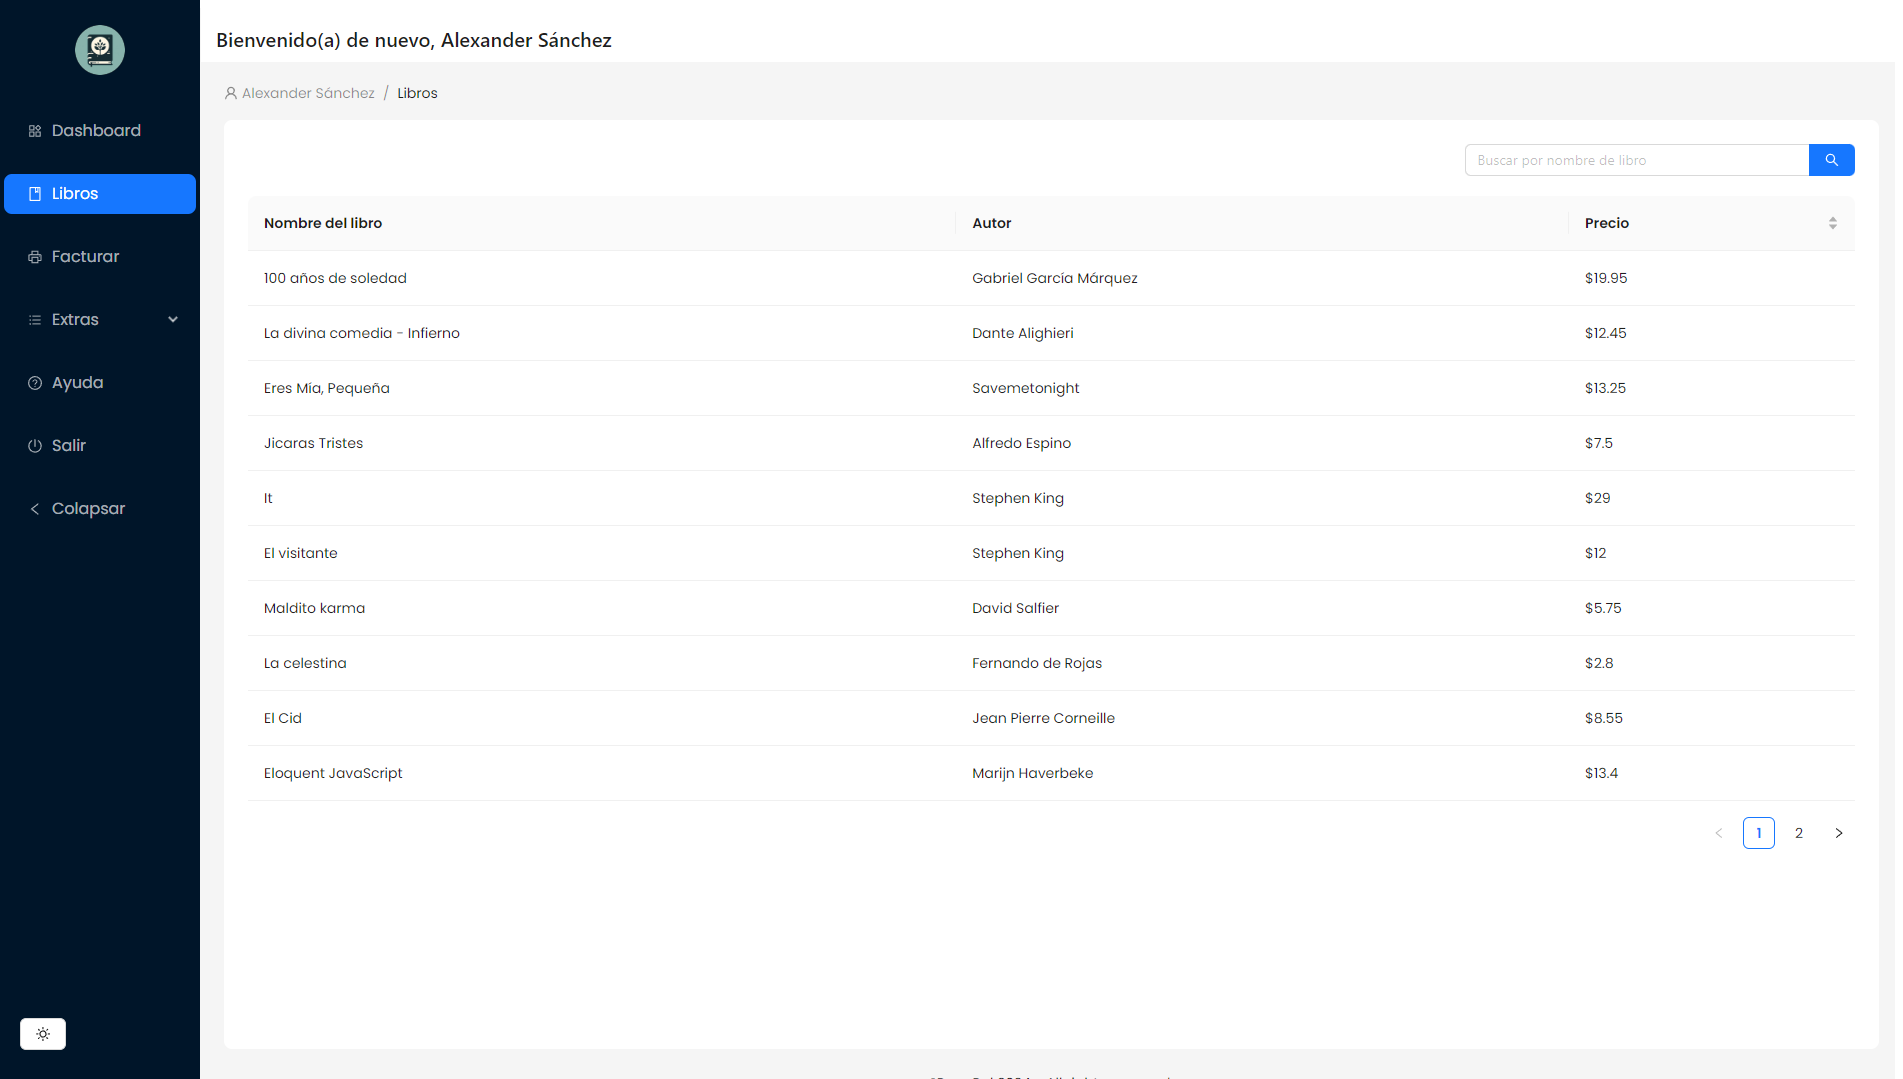 Bienvenido(a) de nuevo, Alexander Sánchez
Alexander Sánchez / Libros
Dashboard
Libros
Facturar
Extras
Ayuda
Salir
Colapsar
Buscar por nombre de libro
Nombre del libro Autor Precio
100 años de soledad Gabriel García Márquez $19.95
La divina comedia - Infierno Dante Alighieri $12.45
Eres Mía, Pequeña Savemetonight $13.25
Jicaras Tristes Alfredo Espino $7.5
It Stephen King $29
El visitante Stephen King $12
Maldito karma David Salfier $5.75
La celestina Fernando de Rojas $2.8
El Cid Jean Pierre Corneille $8.55
Eloquent JavaScript Marijn Haverbeke $13.4
< 1 2 >